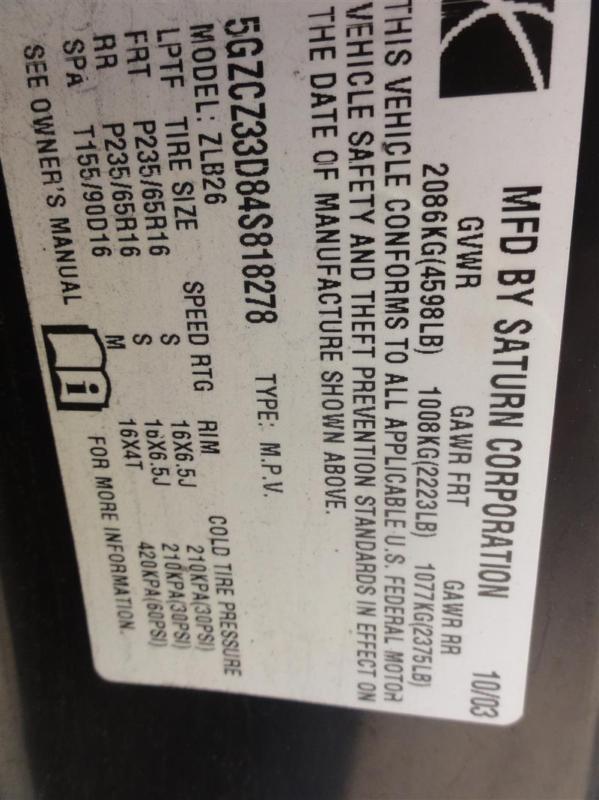 MFD BY SATURN CORPORATION 10/03
GVWR GAWR FRT GAWR RR
2086KG(4598LB) 1008KG(2223LB) 1077KG(2375LB)
THIS VEHICLE CONFORMS TO ALL APPLICABLE U.S. FEDERAL MOTOR
VEHICLE SAFETY AND THEFT PREVENTION STANDARDS IN EFFECT ON
THE DATE OF MANUFACTURE SHOWN ABOVE.
5GZCZ33D84S818278 TYPE: M.P.V.
MODEL: ZLB26
LPTF TIRE SIZE SPEED RTG RIM COLD TIRE PRESSURE
FRT P235/65R16 S 16X6.5J 210KPA(30PSI)
RR P235/65R16 S 16X6.5J 210KPA(30PSI)
SPA T155/90D16 M 16X4T 420KPA(60PSI)
SEE OWNER'S MANUAL i FOR MORE INFORMATION.